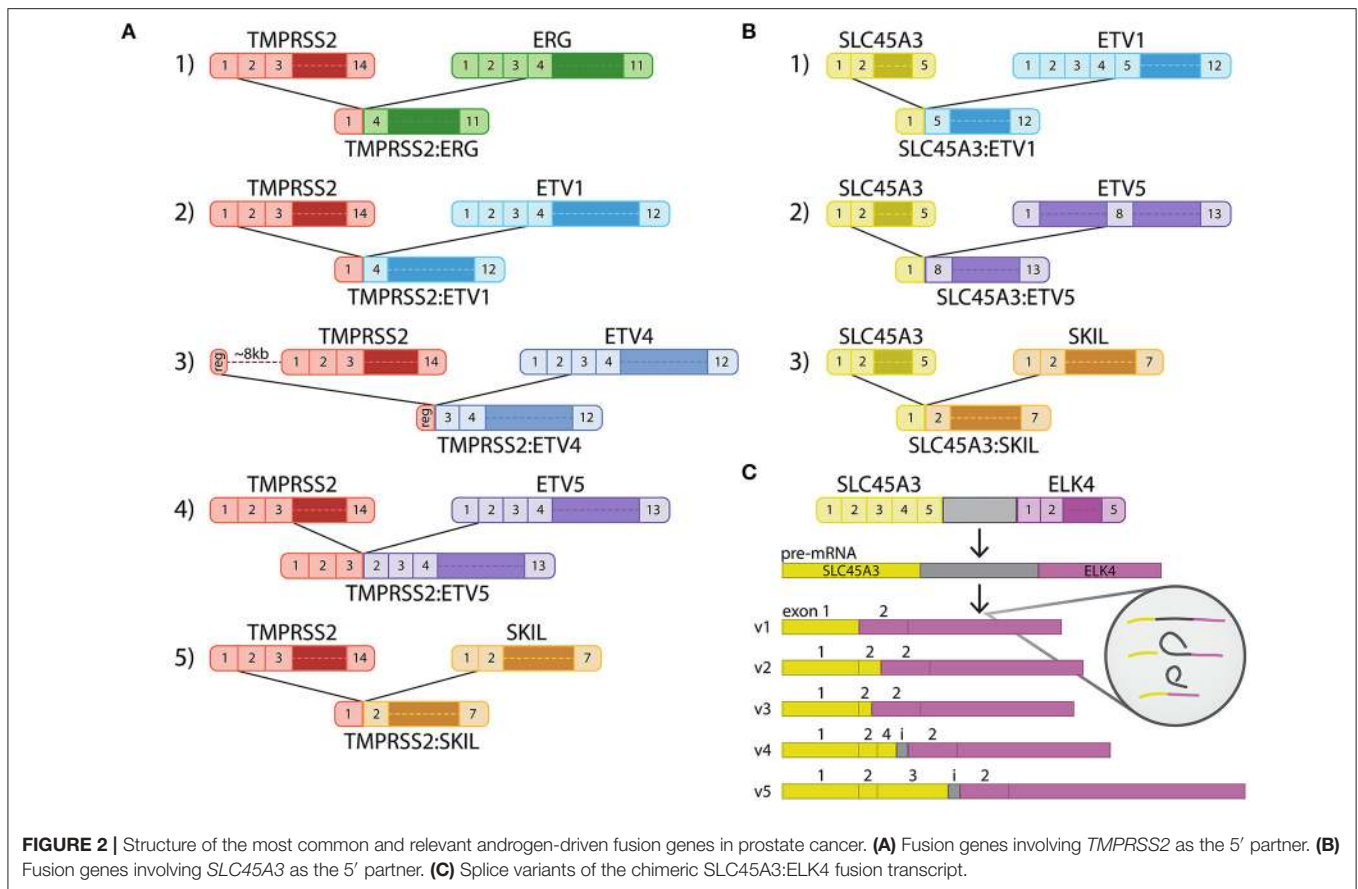 A
TMPRSS2 ERG
1) 1 2 3 14 1 2 3 4 11
1 4 11
TMPRSS2:ERG
TMPRSS2 ETV1
2) 1 2 3 14 1 2 3 4 12
1 4 12
TMPRSS2:ETV1
TMPRSS2 ETV4
3) reg ~8kb 1 2 3 14 1 2 3 4 12
reg 3 4 12
TMPRSS2:ETV4
TMPRSS2 ETV5
4) 1 2 3 14 1 2 3 4 13
1 2 3 2 3 4 13
TMPRSS2:ETV5
TMPRSS2 SKIL
5) 1 2 3 14 1 2 7
1 2 7
TMPRSS2:SKIL
B
SLC45A3 ETV1
1) 1 2 5 1 2 3 4 5 12
1 5 12
SLC45A3:ETV1
SLC45A3 ETV5
2) 1 2 5 1 8 13
1 8 13
SLC45A3:ETV5
SLC45A3 SKIL
3) 1 2 5 1 2 7
1 2 7
SLC45A3:SKIL
C
SLC45A3 ELK4
1 2 3 4 5 1 2 5
pre-mRNA
SLC45A3 ELK4
exon 1 2
v1
1 2 2
v2
1 2 2
v3
1 2 4 i 2
v4
1 2 3 i 2
v5
FIGURE 2 | Structure of the most common and relevant androgen-driven fusion genes in prostate cancer. (A) Fusion genes involving TMPRSS2 as the 5′ partner. (B)
Fusion genes involving SLC45A3 as the 5′ partner. (C) Splice variants of the chimeric SLC45A3:ELK4 fusion transcript.